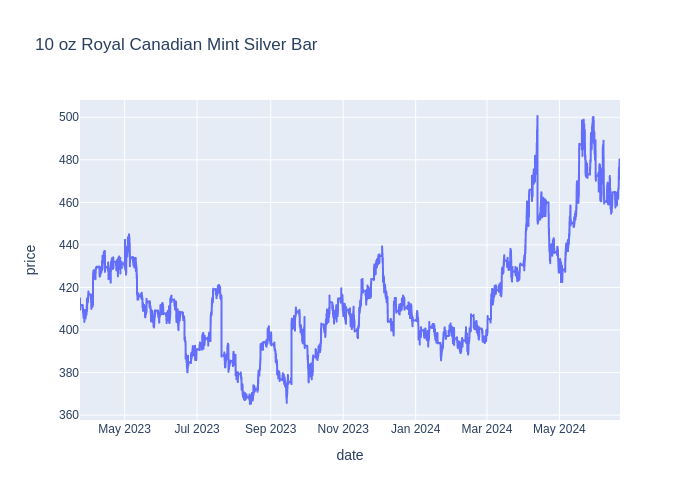 10 oz Royal Canadian Mint Silver Bar
500
480
460
440
420
400
380
360
price
May 2023 Jul 2023 Sep 2023 Nov 2023 Jan 2024 Mar 2024 May 2024
date